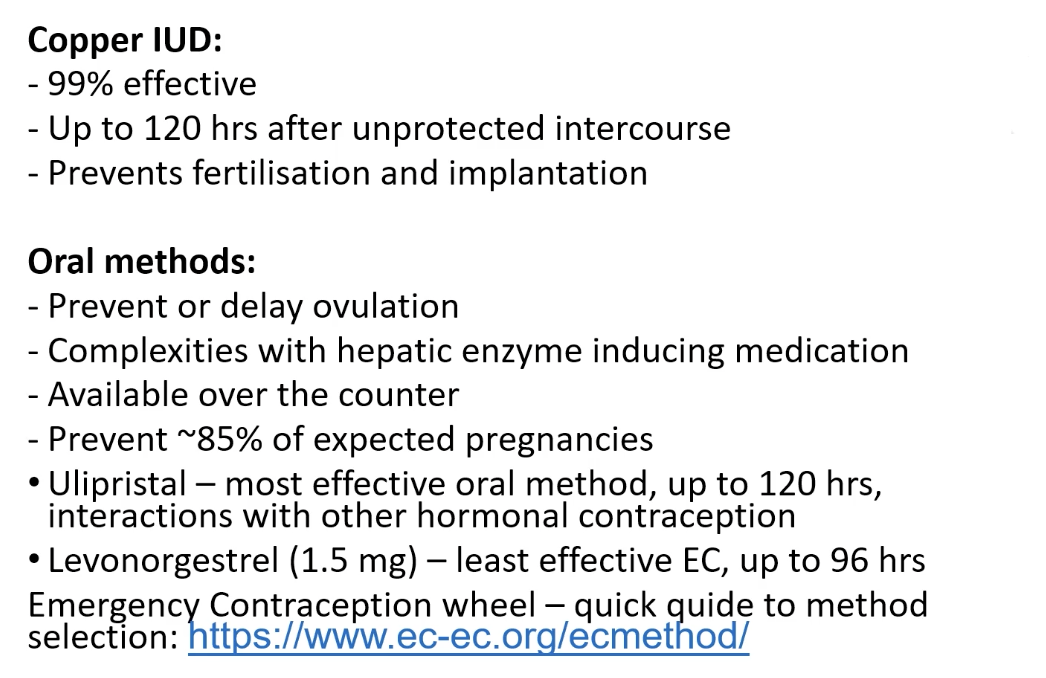 Copper IUD:
- 99% effective
- Up to 120 hrs after unprotected intercourse
- Prevents fertilisation and implantation
Oral methods:
- Prevent or delay ovulation
- Complexities with hepatic enzyme inducing medication
- Available over the counter
- Prevent ~85% of expected pregnancies
• Ulipristal – most effective oral method, up to 120 hrs,
interactions with other hormonal contraception
• Levonorgestrel (1.5 mg) – least effective EC, up to 96 hrs
Emergency Contraception wheel – quick quide to method
selection: https://www.ec-ec.org/ecmethod/